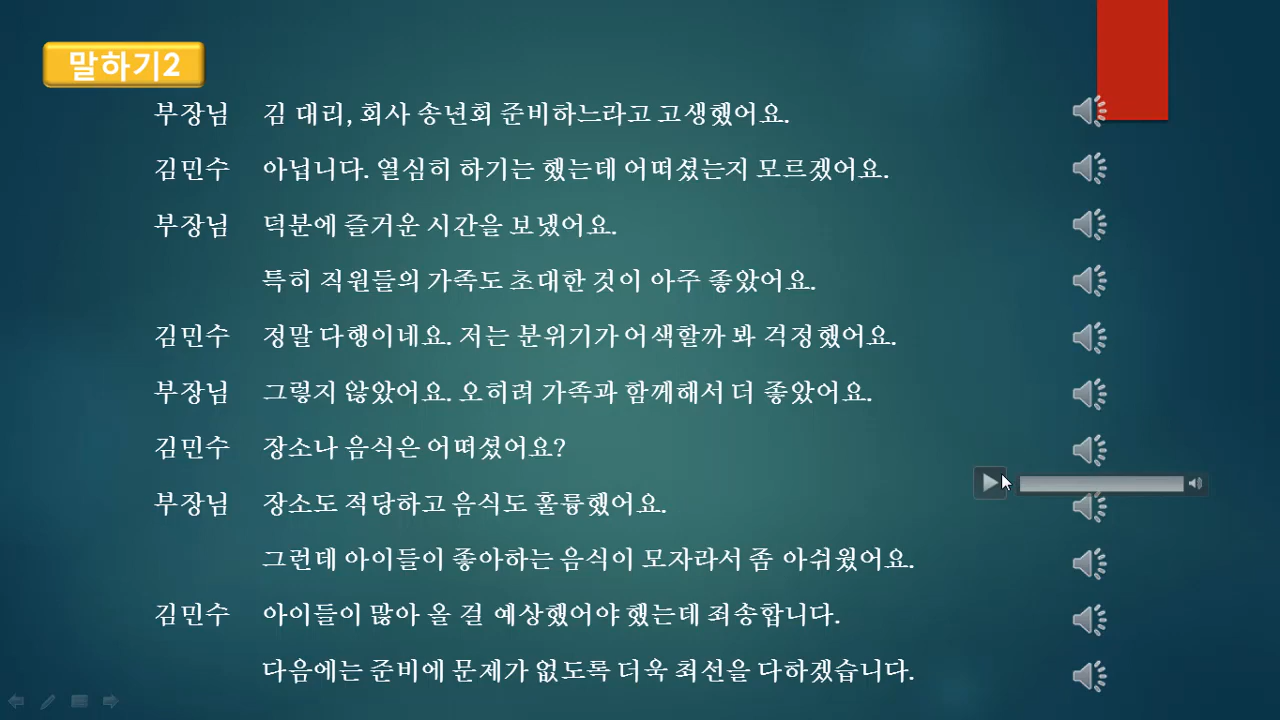 말하기2
부장님 김 대리, 회사 송년회 준비하느라고 고생했어요.
김민수 아닙니다. 열심히 하기는 했는데 어떠셨는지 모르겠어요.
부장님 덕분에 즐거운 시간을 보냈어요.
특히 직원들의 가족도 초대한 것이 아주 좋았어요.
김민수 정말 다행이네요. 저는 분위기가 어색할까 봐 걱정했어요.
부장님 그렇지 않았어요. 오히려 가족과 함께해서 더 좋았어요.
김민수 장소나 음식은 어떠셨어요?
부장님 장소도 적당하고 음식도 훌륭했어요.
그런데 아이들이 좋아하는 음식이 모자라서 좀 아쉬웠어요.
김민수 아이들이 많아 올 걸 예상했어야 했는데 죄송합니다.
다음에는 준비에 문제가 없도록 더욱 최선을 다하겠습니다.